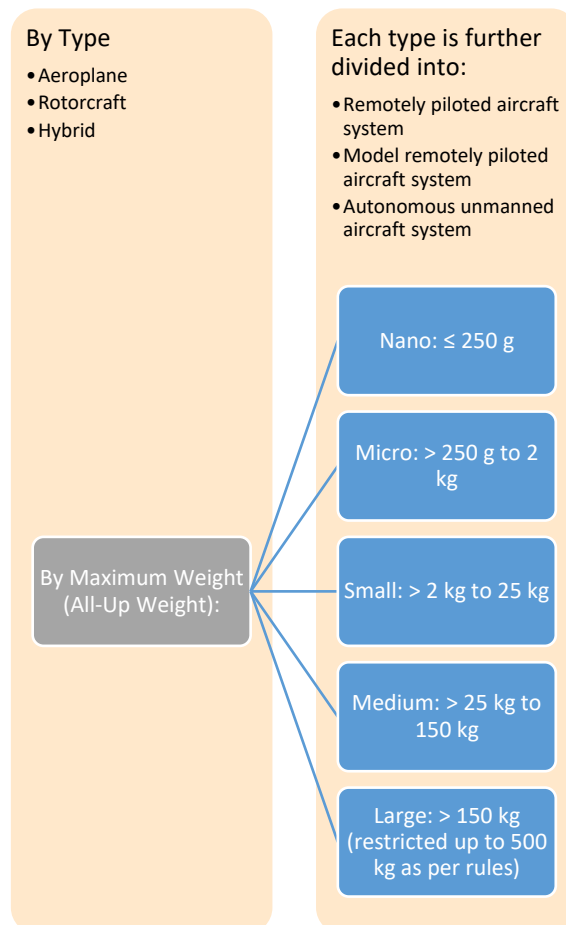 By Type
•Aeroplane
•Rotorcraft
•Hybrid
Each type is further
divided into:
•Remotely piloted aircraft
system
•Model remotely piloted
aircraft system
•Autonomous unmanned
aircraft system
By Maximum Weight
(All-Up Weight):
Nano: ≤ 250 g
Micro: > 250 g to 2
kg
Small: > 2 kg to 25 kg
Medium: > 25 kg to
150 kg
Large: > 150 kg
(restricted up to 500
kg as per rules)